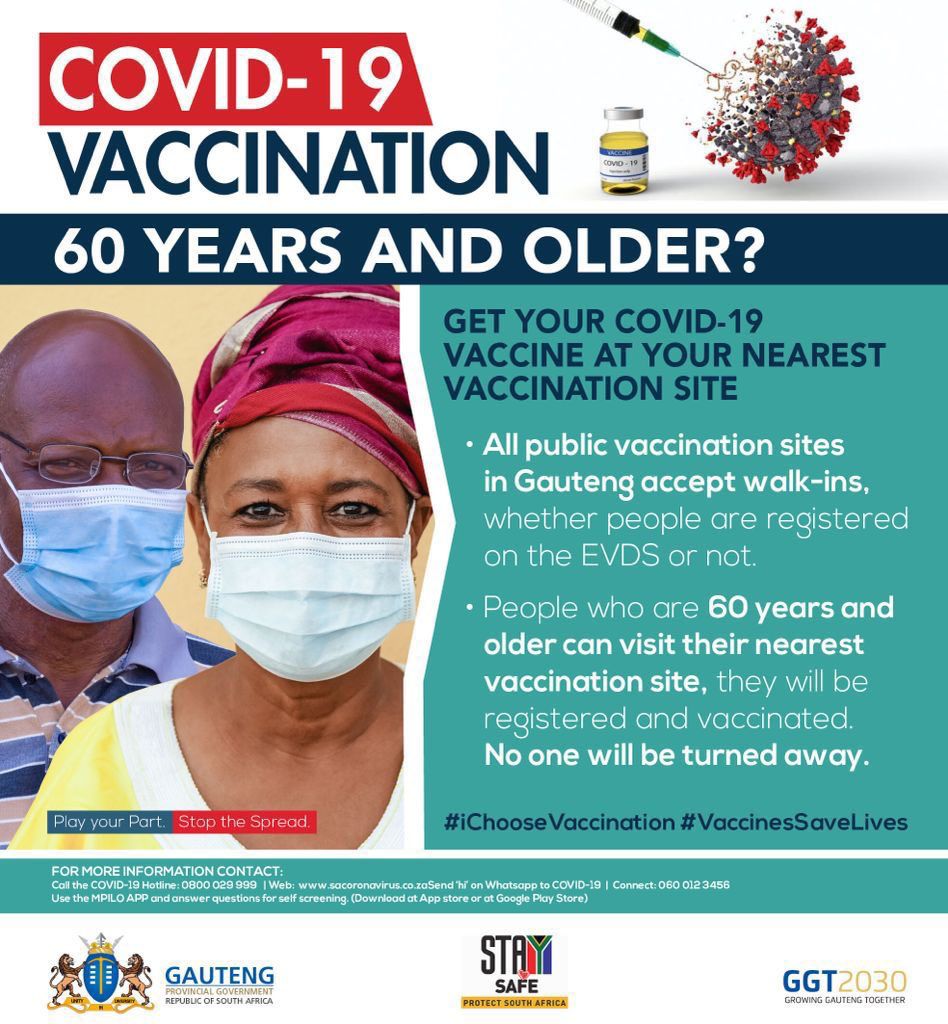 COVID-19
VACCINATION
VACCINE
COVID - 19
60 YEARS AND OLDER?
GET YOUR COVID-19
VACCINE AT YOUR NEAREST
VACCINATION SITE
• All public vaccination sites
in Gauteng accept walk-ins,
whether people are registered
on the EVDS or not.
• People who are 60 years and
older can visit their nearest
vaccination site, they will be
registered and vaccinated.
No one will be turned away.
Play your Part. Stop the Spread.
#iChooseVaccination #VaccinesSaveLives
FOR MORE INFORMATION CONTACT:
Call the COVID-19 Hotline: 0800 029 999 | Web: www.sacoronavirus.co.zaSend 'hi' on Whatsapp to COVID-19 | Connect: 060 012 3456
Use the MPILO APP and answer questions for self screening. (Download at App store or at Google Play Store)
UNITY IN DIVERSITY
GAUTENG
PROVINCIAL GOVERNMENT
REPUBLIC OF SOUTH AFRICA
STAY
SAFE
PROTECT SOUTH AFRICA
GGT2030
GROWING GAUTENG TOGETHER